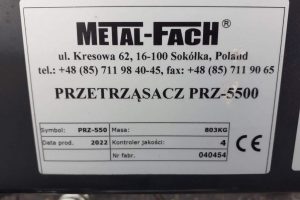 METAL-FACH®
ul. Kresowa 62, 16-100 Sokółka, Poland
tel.: +48 (85) 711 98 40-45, fax: +48 (85) 711 90 65
PRZETRZĄSACZ PRZ-5500
Symbol: PRZ-550 Masa: 803KG
Data prod. 2022 Kontroler jakości: 4
Nr fabr. 040454
CE